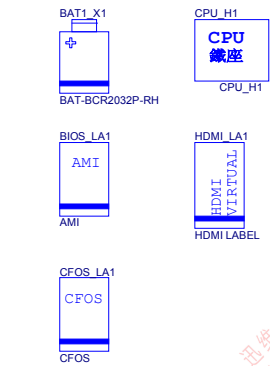 BAT1_X1
BAT-BCR2032P-RH
CPU_H1
CPU
鐵座
CPU_H1
BIOS_LA1
AMI
AMI
HDMI_LA1
HDMI
VIRTUAL
HDMI LABEL
CFOS_LA1
CFOS
CFOS